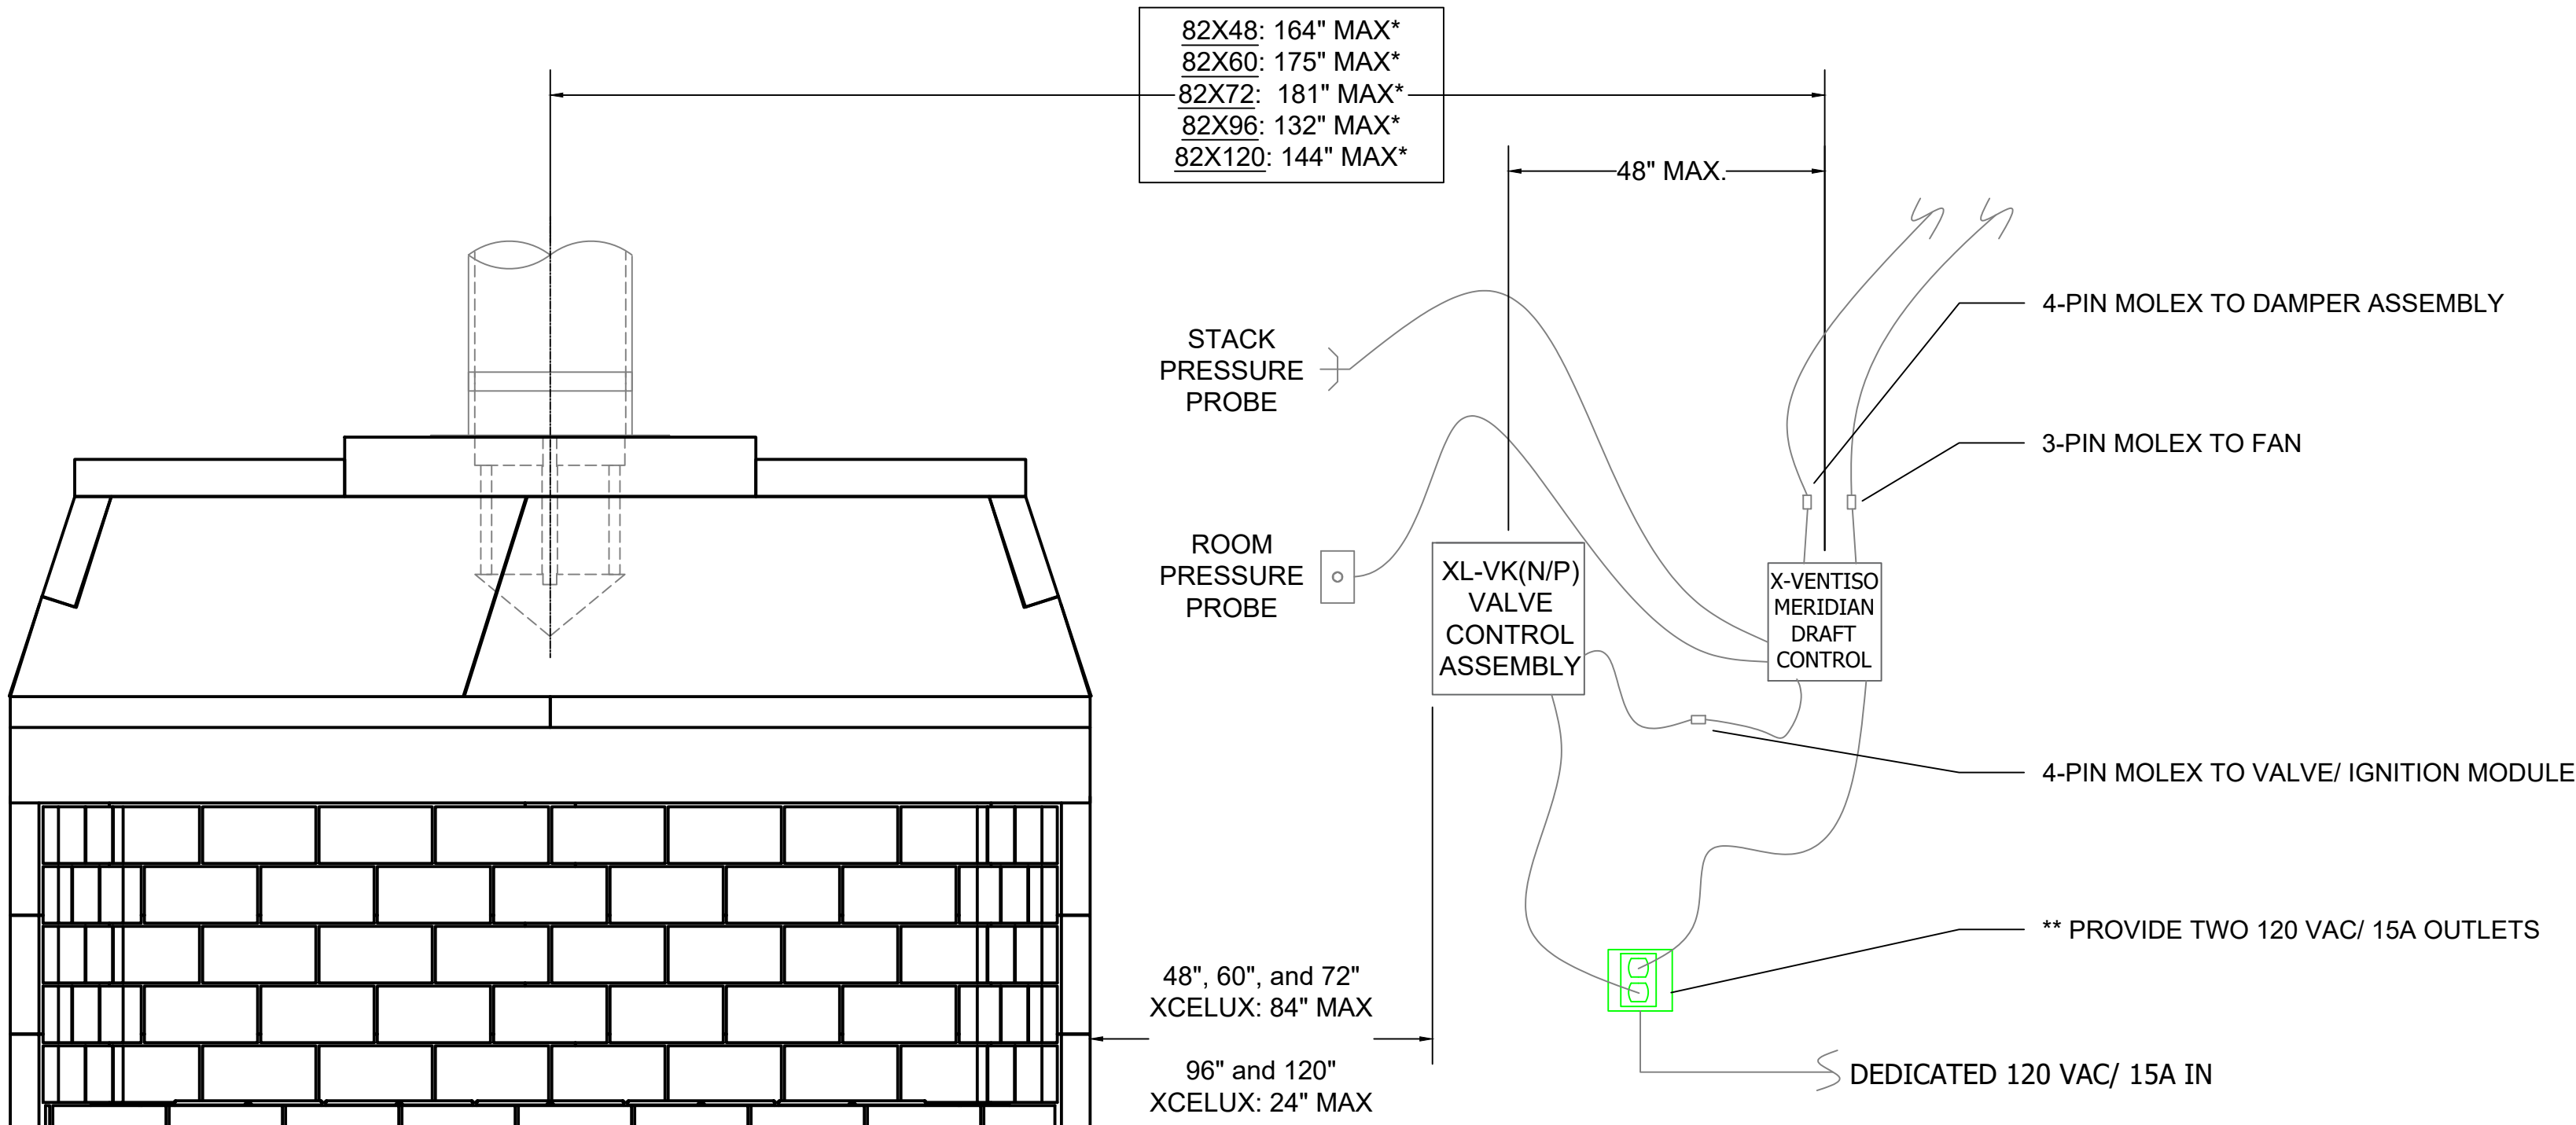 82X48: 164" MAX*
82X60: 175" MAX*
82X72: 181" MAX*
82X96: 132" MAX*
82X120: 144" MAX*
48" MAX.
4-PIN MOLEX TO DAMPER ASSEMBLY
STACK
PRESSURE
PROBE
3-PIN MOLEX TO FAN
ROOM
PRESSURE
PROBE
XL-VK(N/P)
VALVE
CONTROL
ASSEMBLY
X-VENTISO
MERIDIAN
DRAFT
CONTROL
4-PIN MOLEX TO VALVE/ IGNITION MODULE
** PROVIDE TWO 120 VAC/ 15A OUTLETS
48", 60", and 72"
XCELUX: 84" MAX
96" and 120"
XCELUX: 24" MAX
DEDICATED 120 VAC/ 15A IN